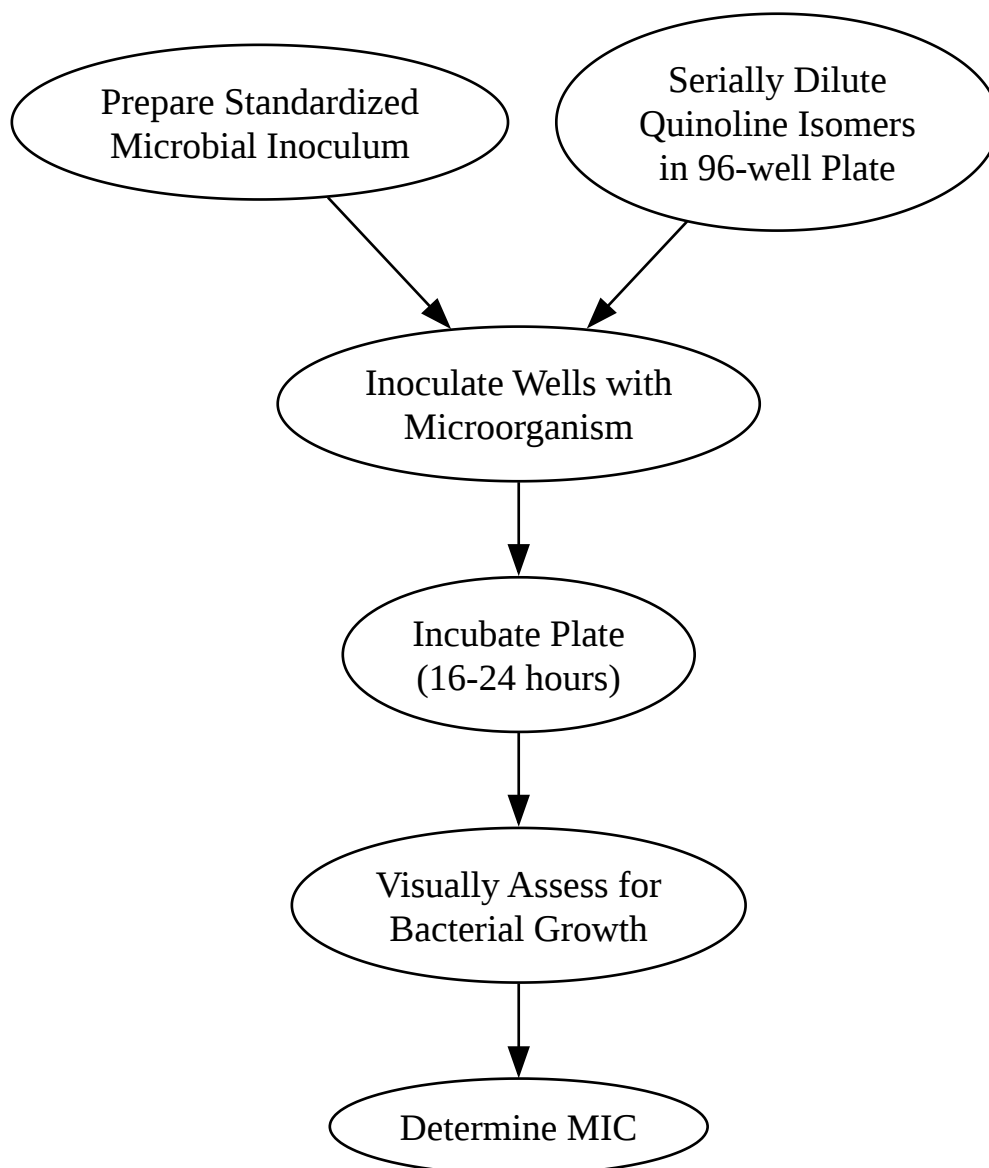 Prepare Standardized
Microbial Inoculum
Serially Dilute
Quinoline Isomers
in 96-well Plate
Inoculate Wells with
Microorganism
Incubate Plate
(16-24 hours)
Visually Assess for
Bacterial Growth
Determine MIC